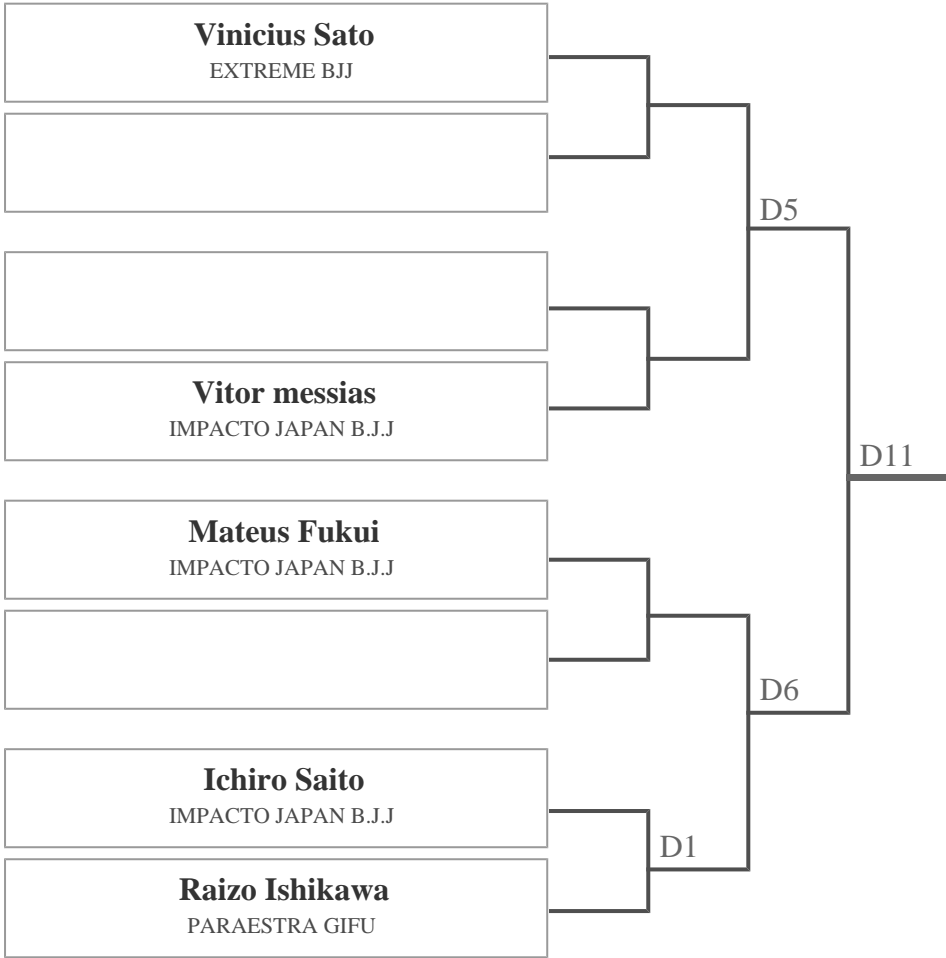 Vinicius Sato
EXTREME BJJ
D5
Vitor messias
IMPACTO JAPAN B.J.J
D11
Mateus Fukui
IMPACTO JAPAN B.J.J
D6
Ichiro Saito
IMPACTO JAPAN B.J.J
D1
Raizo Ishikawa
PARAESTRA GIFU